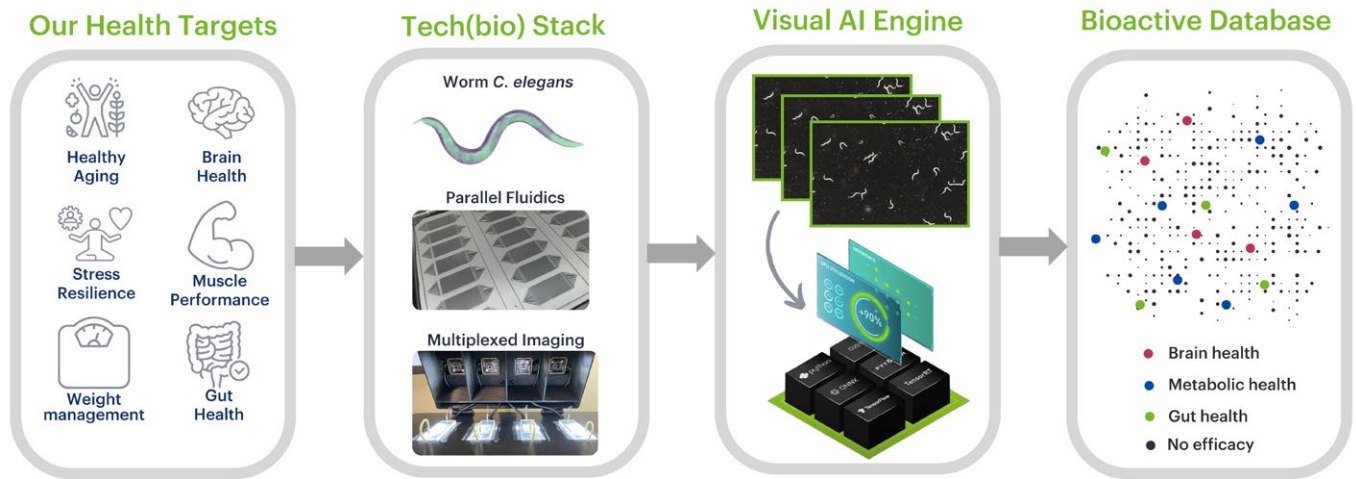 Our Health Targets
Healthy
Aging
Brain
Health
Stress
Resilience
Muscle
Performance
Weight
management
Gut
Health
Tech(bio) Stack
Worm C. elegans
Parallel Fluidics
Multiplexed Imaging
Visual AI Engine
+90%
python
ONNX
TensorFlow
TensorRT
Bioactive Database
Brain health
Metabolic health
Gut health
No efficacy